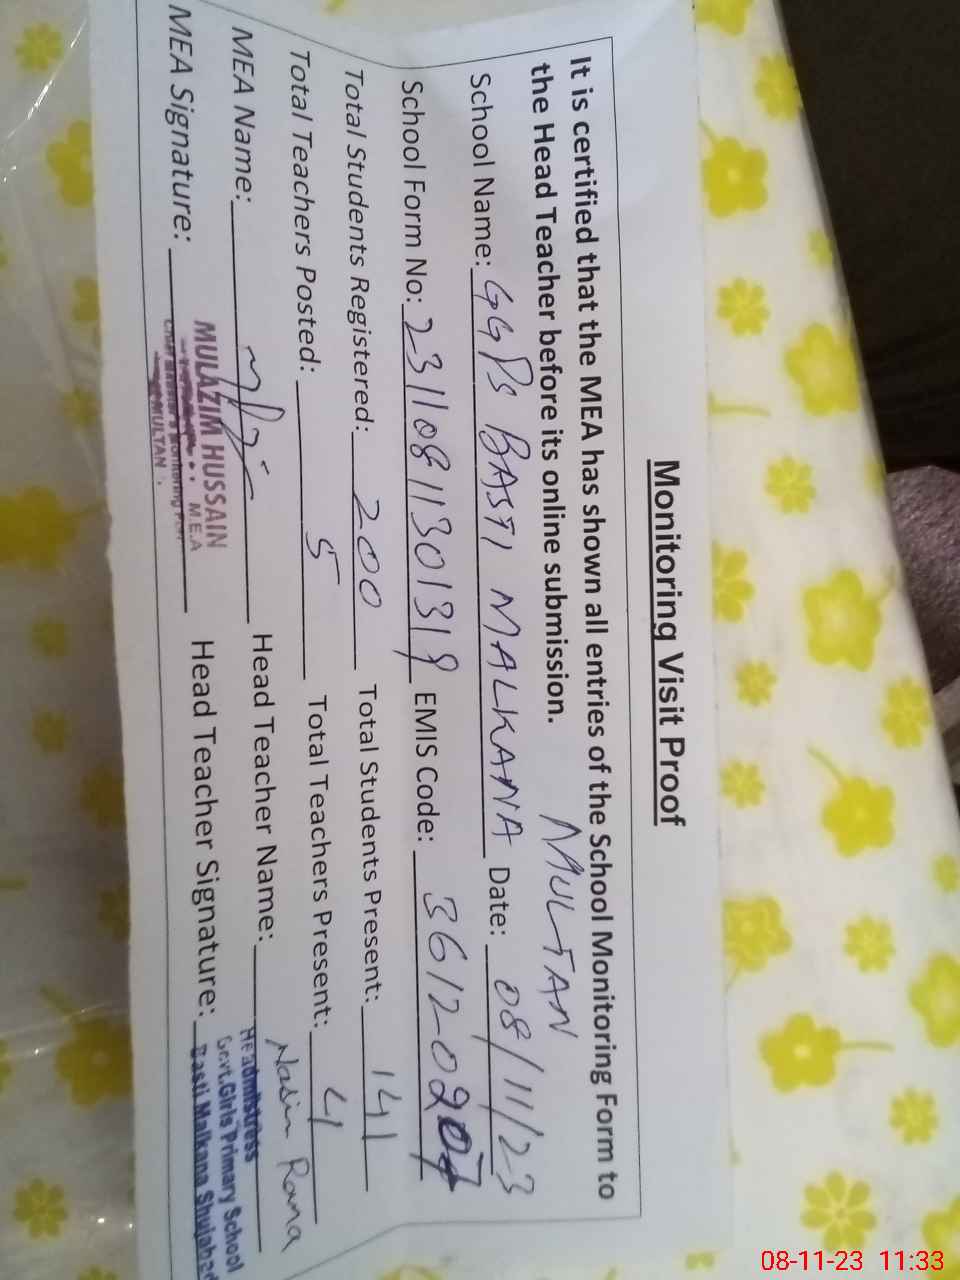 Monitoring Visit Proof
It is certified that the MEA has shown all entries of the School Monitoring Form to
the Head Teacher before its online submission.
MULTAN
School Name: GGPS BASTI MALKANA Date: 08/11/23
School Form No: 23110811301319 EMIS Code: 3612-0207
Total Students Registered: 200 Total Students Present: 141
Total Teachers Posted: 5 Total Teachers Present: 4
MEA Name: Head Teacher Name: Nasim Rana
MEA Signature: Head Teacher Signature:
MULAZIM HUSSAIN
M.E.A
MULTAN
Headmistress
Govt.Girls Primary School
Basti Malkana Shujabad
08-11-23 11:33